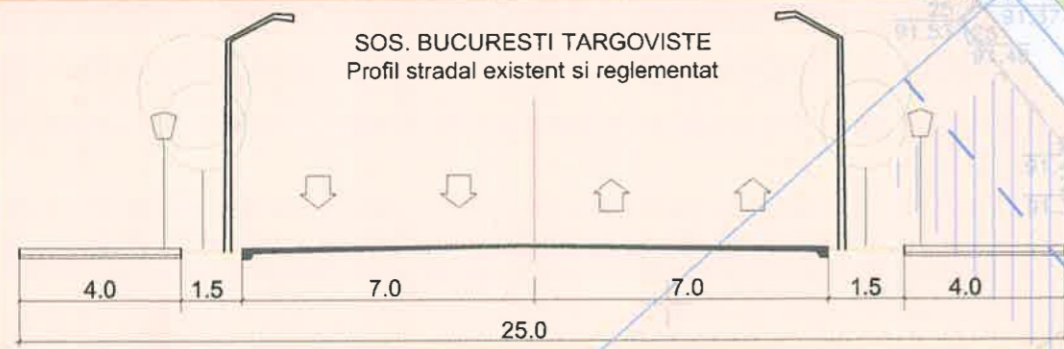 SOS. BUCURESTI TARGOVISTE
Profil stradal existent si reglementat
4.0 1.5 7.0 7.0 1.5 4.0
25.0